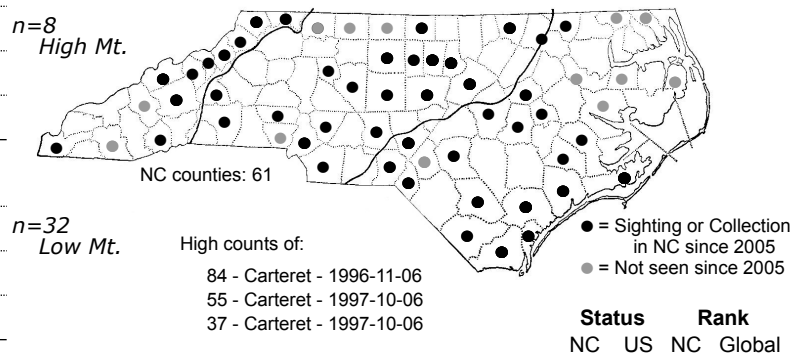 n=8
High Mt.
NC counties: 61
n=32
Low Mt.
High counts of:
84 - Carteret - 1996-11-06
55 - Carteret - 1997-10-06
37 - Carteret - 1997-10-06
= Sighting or Collection
in NC since 2005
= Not seen since 2005
Status Rank
NC US NC Global